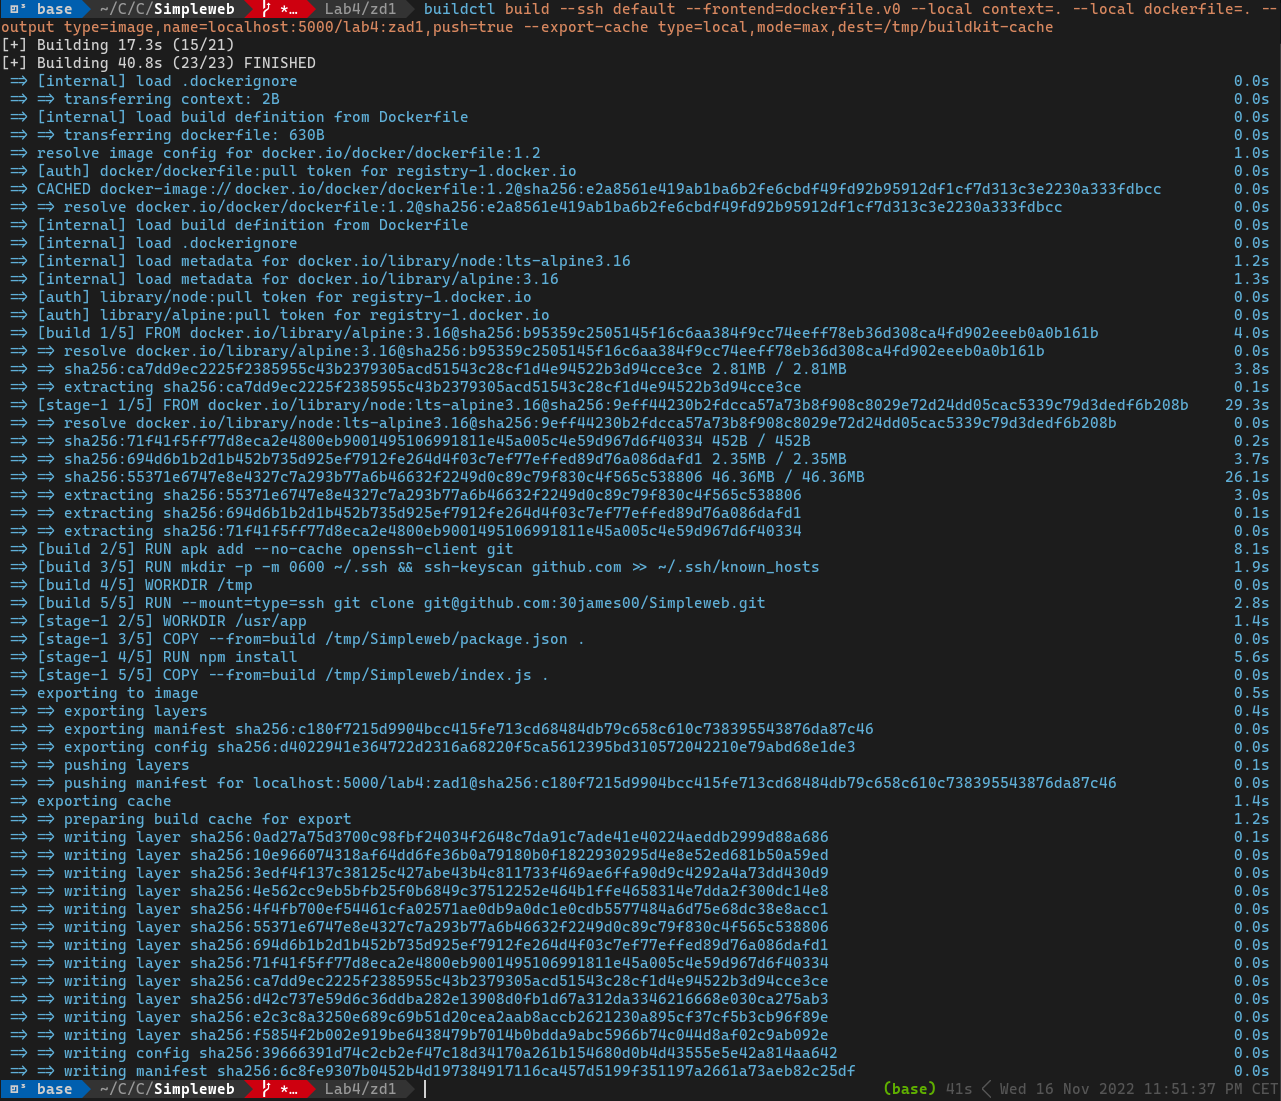 base ~/C/C/Simpleweb *… Lab4/zd1 buildctl build --ssh default --frontend=dockerfile.v0 --local context=. --local dockerfile=. --
output type=image,name=localhost:5000/lab4:zad1,push=true --export-cache type=local,mode=max,dest=/tmp/buildkit-cache
[+] Building 17.3s (15/21)
[+] Building 40.8s (23/23) FINISHED
=> [internal] load .dockerignore 0.0s
=> => transferring context: 2B 0.0s
=> [internal] load build definition from Dockerfile 0.0s
=> => transferring dockerfile: 630B 0.0s
=> resolve image config for docker.io/docker/dockerfile:1.2 1.0s
=> [auth] docker/dockerfile:pull token for registry-1.docker.io 0.0s
=> CACHED docker-image://docker.io/docker/dockerfile:1.2@sha256:e2a8561e419ab1ba6b2fe6cbdf49fd92b95912df1cf7d313c3e2230a333fdbcc 0.0s
=> => resolve docker.io/docker/dockerfile:1.2@sha256:e2a8561e419ab1ba6b2fe6cbdf49fd92b95912df1cf7d313c3e2230a333fdbcc 0.0s
=> [internal] load build definition from Dockerfile 0.0s
=> [internal] load .dockerignore 0.0s
=> [internal] load metadata for docker.io/library/node:lts-alpine3.16 1.2s
=> [internal] load metadata for docker.io/library/alpine:3.16 1.3s
=> [auth] library/node:pull token for registry-1.docker.io 0.0s
=> [auth] library/alpine:pull token for registry-1.docker.io 0.0s
=> [build 1/5] FROM docker.io/library/alpine:3.16@sha256:b95359c2505145f16c6aa384f9cc74eeff78eb36d308ca4fd902eeeb0a0b161b 4.0s
=> => resolve docker.io/library/alpine:3.16@sha256:b95359c2505145f16c6aa384f9cc74eeff78eb36d308ca4fd902eeeb0a0b161b 0.0s
=> => sha256:ca7dd9ec2225f2385955c43b2379305acd51543c28cf1d4e94522b3d94cce3ce 2.81MB / 2.81MB 3.8s
=> => extracting sha256:ca7dd9ec2225f2385955c43b2379305acd51543c28cf1d4e94522b3d94cce3ce 0.1s
=> [stage-1 1/5] FROM docker.io/library/node:lts-alpine3.16@sha256:9eff44230b2fdcca57a73b8f908c8029e72d24dd05cac5339c79d3dedf6b208b 29.3s
=> => resolve docker.io/library/node:lts-alpine3.16@sha256:9eff44230b2fdcca57a73b8f908c8029e72d24dd05cac5339c79d3dedf6b208b 0.0s
=> => sha256:71f41f5ff77d8eca2e4800eb9001495106991811e45a005c4e59d967d6f40334 452B / 452B 0.2s
=> => sha256:694d6b1b2d1b452b735d925ef7912fe264d4f03c7ef77effed89d76a086dafd1 2.35MB / 2.35MB 3.7s
=> => sha256:55371e6747e8e4327c7a293b77a6b46632f2249d0c89c79f830c4f565c538806 46.36MB / 46.36MB 26.1s
=> => extracting sha256:55371e6747e8e4327c7a293b77a6b46632f2249d0c89c79f830c4f565c538806 3.0s
=> => extracting sha256:694d6b1b2d1b452b735d925ef7912fe264d4f03c7ef77effed89d76a086dafd1 0.1s
=> => extracting sha256:71f41f5ff77d8eca2e4800eb9001495106991811e45a005c4e59d967d6f40334 0.0s
=> [build 2/5] RUN apk add --no-cache openssh-client git 8.1s
=> [build 3/5] RUN mkdir -p -m 0600 ~/.ssh && ssh-keyscan github.com >> ~/.ssh/known_hosts 1.9s
=> [build 4/5] WORKDIR /tmp 0.0s
=> [build 5/5] RUN --mount=type=ssh git clone git@github.com:30james00/Simpleweb.git 2.8s
=> [stage-1 2/5] WORKDIR /usr/app 1.4s
=> [stage-1 3/5] COPY --from=build /tmp/Simpleweb/package.json . 0.0s
=> [stage-1 4/5] RUN npm install 5.6s
=> [stage-1 5/5] COPY --from=build /tmp/Simpleweb/index.js . 0.0s
=> exporting to image 0.5s
=> => exporting layers 0.4s
=> => exporting manifest sha256:c180f7215d9904bcc415fe713cd68484db79c658c610c738395543876da87c46 0.0s
=> => exporting config sha256:d4022941e364722d2316a68220f5ca5612395bd310572042210e79abd68e1de3 0.0s
=> => pushing layers 0.1s
=> => pushing manifest for localhost:5000/lab4:zad1@sha256:c180f7215d9904bcc415fe713cd68484db79c658c610c738395543876da87c46 0.0s
=> exporting cache 1.4s
=> => preparing build cache for export 1.2s
=> => writing layer sha256:0ad27a75d3700c98fbf24034f2648c7da91c7ade41e40224aeddb2999d88a686 0.1s
=> => writing layer sha256:10e966074318af64dd6fe36b0a79180b0f1822930295d4e8e52ed681b50a59ed 0.0s
=> => writing layer sha256:3edf4f137c38125c427abe43b4c811733f469ae6ffa90d9c4292a4a73dd430d9 0.0s
=> => writing layer sha256:4e562cc9eb5bfb25f0b6849c37512252e464b1ffe4658314e7dda2f300dc14e8 0.0s
=> => writing layer sha256:4f4fb700ef54461cfa02571ae0db9a0dc1e0cdb5577484a6d75e68dc38e8acc1 0.0s
=> => writing layer sha256:55371e6747e8e4327c7a293b77a6b46632f2249d0c89c79f830c4f565c538806 0.0s
=> => writing layer sha256:694d6b1b2d1b452b735d925ef7912fe264d4f03c7ef77effed89d76a086dafd1 0.0s
=> => writing layer sha256:71f41f5ff77d8eca2e4800eb9001495106991811e45a005c4e59d967d6f40334 0.0s
=> => writing layer sha256:ca7dd9ec2225f2385955c43b2379305acd51543c28cf1d4e94522b3d94cce3ce 0.0s
=> => writing layer sha256:d42c737e59d6c36ddba282e13908d0fb1d67a312da3346216668e030ca275ab3 0.0s
=> => writing layer sha256:e2c3c8a3250e689c69b51d20cea2aab8accb2621230a895cf37cf5b3cb96f89e 0.0s
=> => writing layer sha256:f5854f2b002e919be6438479b7014b0bdda9abc5966b74c044d8af02c9ab092e 0.0s
=> => writing config sha256:39666391d74c2cb2ef47c18d34170a261b154680d0b4d43555e5e42a814aa642 0.0s
=> => writing manifest sha256:6c8fe9307b0452b4d197384917116ca457d5199f351197a2661a73aeb82c25df 0.0s
base ~/C/C/Simpleweb *… Lab4/zd1 (base) 41s Wed 16 Nov 2022 11:51:37 PM CET